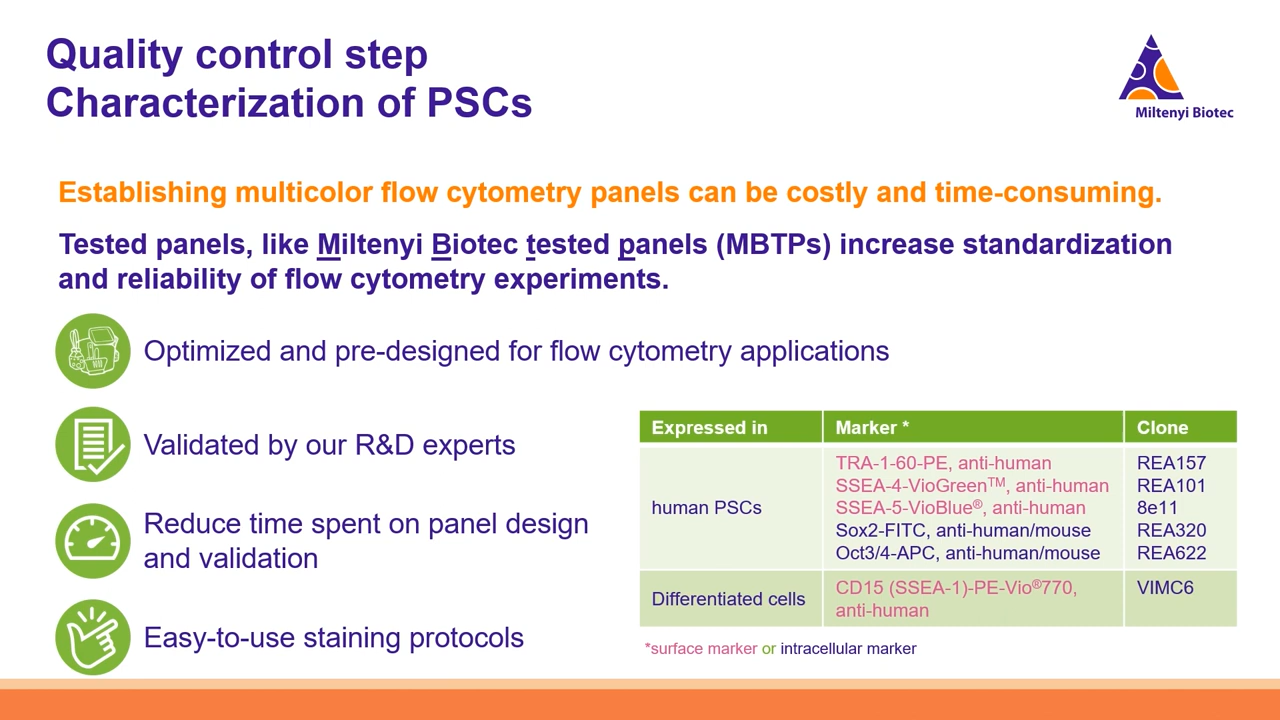 Quality control step
Characterization of PSCs
Miltenyi Biotec
Establishing multicolor flow cytometry panels can be costly and time-consuming.
Tested panels, like Miltenyi Biotec tested panels (MBTPs) increase standardization
and reliability of flow cytometry experiments.
Optimized and pre-designed for flow cytometry applications
Validated by our R&D experts
Reduce time spent on panel design
and validation
Easy-to-use staining protocols
Expressed in Marker * Clone
human PSCs
TRA-1-60-PE, anti-human REA157
SSEA-4-VioGreen™, anti-human REA101
SSEA-5-VioBlue®, anti-human 8e11
Sox2-FITC, anti-human/mouse REA320
Oct3/4-APC, anti-human/mouse REA622
Differentiated cells
CD15 (SSEA-1)-PE-Vio®770, VIMC6
anti-human
*surface marker or intracellular marker